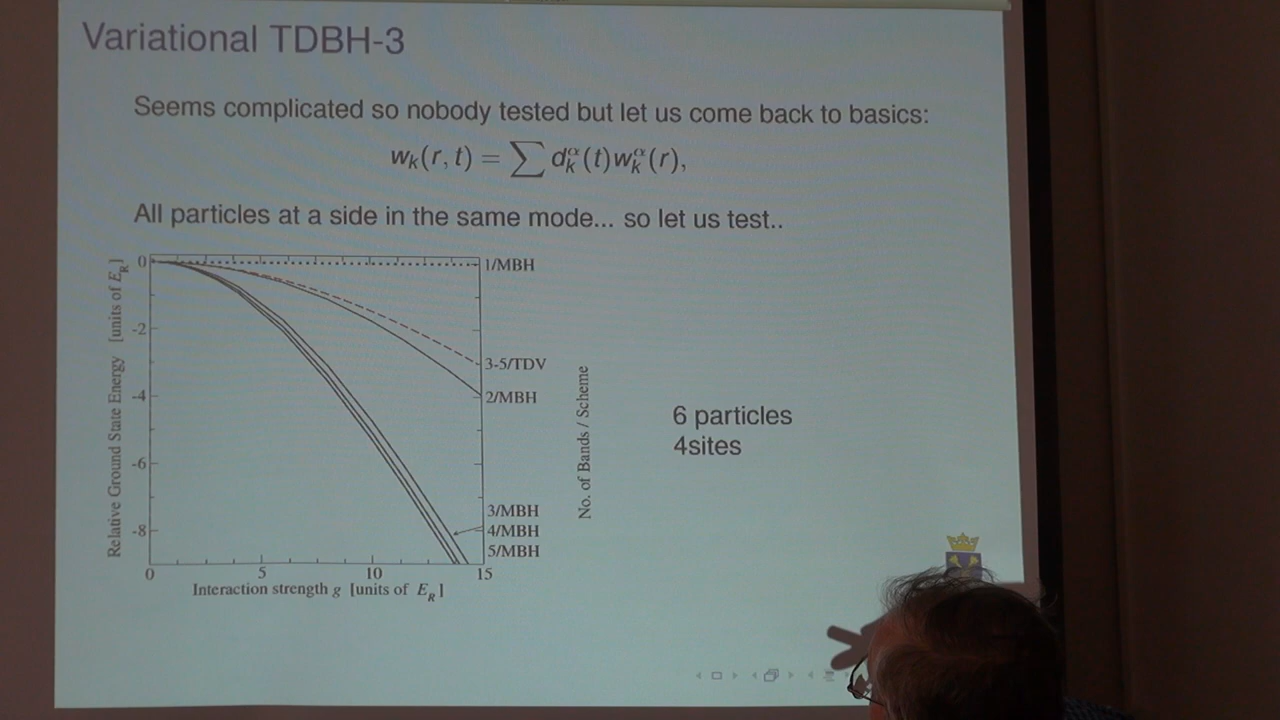 Variational TDBH-3
Seems complicated so nobody tested but let us come back to basics:
w_k(r, t) = ∑ d_k^α(t)w_k^α(r),
All particles at a side in the same mode... so let us test..
0
-2
-4
-6
-8
Relative Ground State Energy [units of E_R]
1/MBH
3-5/TDV
2/MBH
3/MBH
4/MBH
5/MBH
No. of Bands / Scheme
6 particles
4sites
0 5 10 15
Interaction strength g [units of E_R]